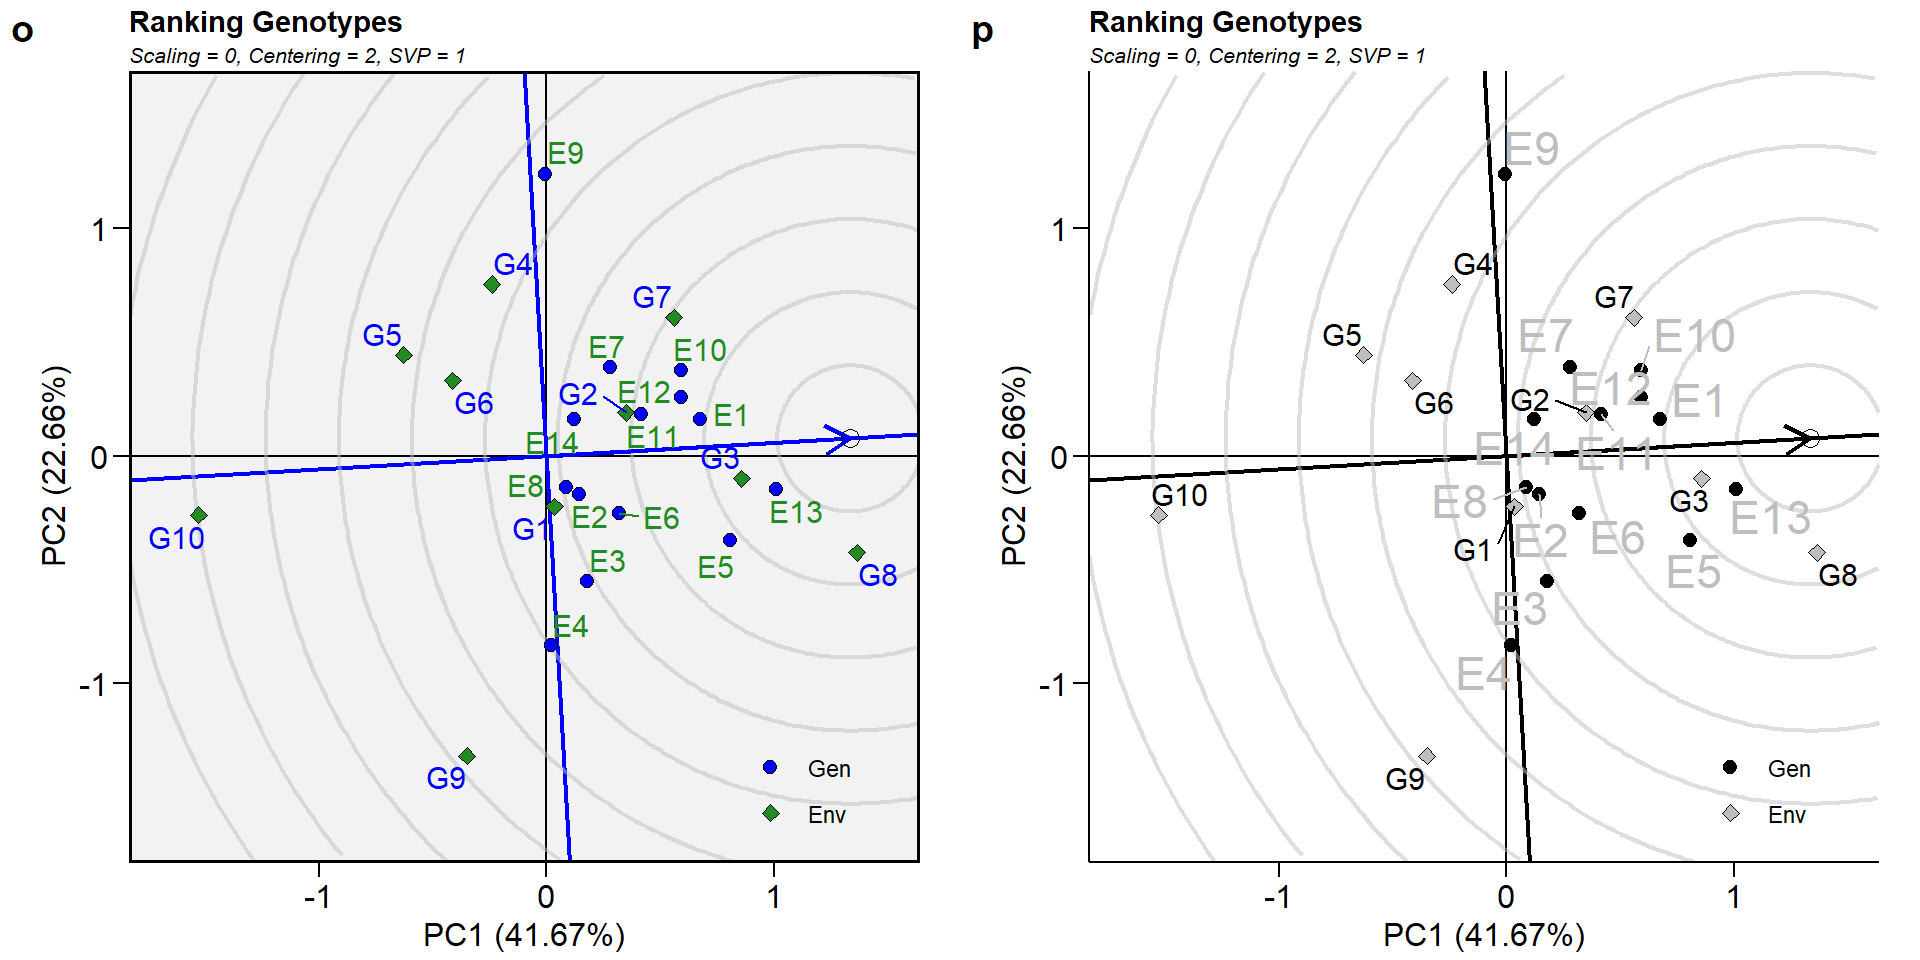 o
Ranking Genotypes
Scaling = 0, Centering = 2, SVP = 1
E9
1
G4
G7
G5
E7
E10
G2
E12
G6
E1
E11
E14
0
G3
E8
E2
E6
E13
G1
G10
E3
E5
G8
E4
-1
G9
Gen
Env
-1
0
1
PC1 (41.67%)
PC2 (22.66%)
p
Ranking Genotypes
Scaling = 0, Centering = 2, SVP = 1
E9
1
G4
G7
G5
E7
E10
E12
G2
G6
E1
E14
E11
0
G10
E8
G3
E13
G1
E2
E6
E5
G8
E3
E4
-1
G9
Gen
Env
-1
0
1
PC1 (41.67%)
PC2 (22.66%)